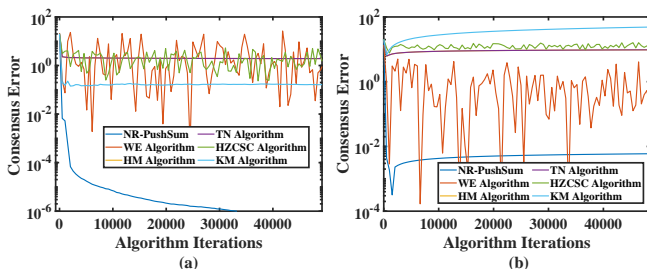 10^2
10^0
10^-2
10^-4
10^-6
Consensus Error
NR-PushSum
WE Algorithm
HM Algorithm
TN Algorithm
HZCSC Algorithm
KM Algorithm
0 10000 20000 30000 40000
Algorithm Iterations
(a)
10^2
10^0
10^-2
10^-4
Consensus Error
NR-PushSum
WE Algorithm
HM Algorithm
TN Algorithm
HZCSC Algorithm
KM Algorithm
0 10000 20000 30000 40000
Algorithm Iterations
(b)